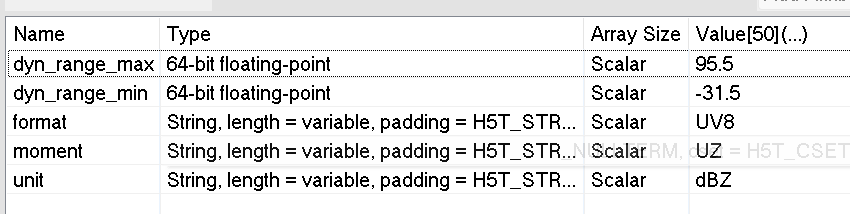 Name Type Array Size Value[50](...)
dyn_range_max 64-bit floating-point Scalar 95.5
dyn_range_min 64-bit floating-point Scalar -31.5
format String, length = variable, padding = H5T_STR... Scalar UV8
moment String, length = variable, padding = H5T_STR... Scalar UZ
unit String, length = variable, padding = H5T_STR... Scalar dBZ